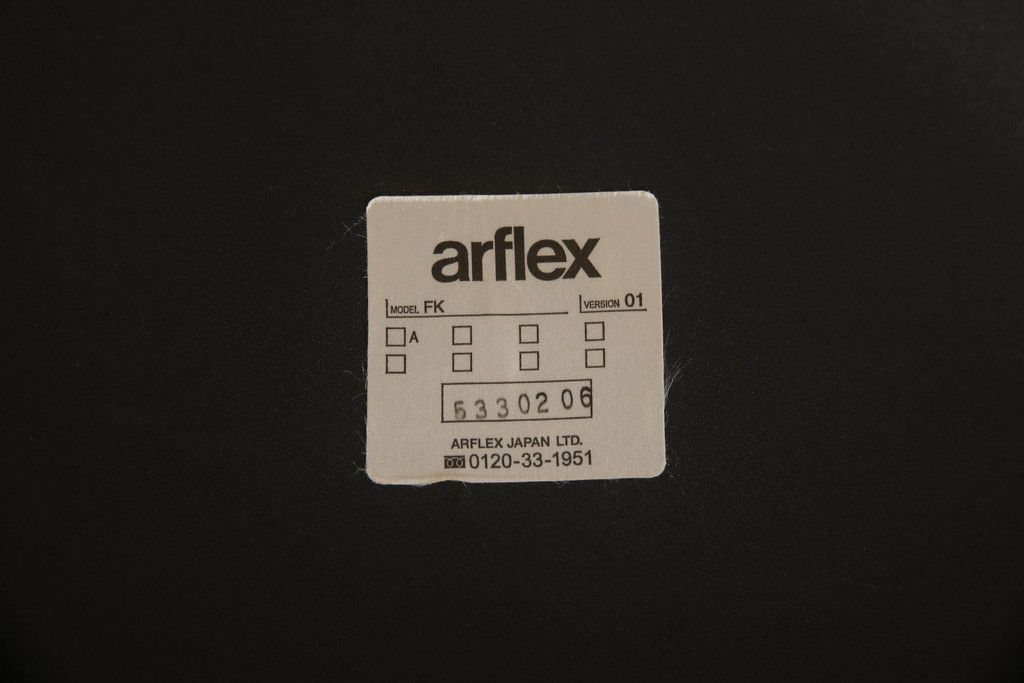 arflex
MODEL FK VERSION 01
A
5330206
ARFLEX JAPAN LTD.
0120-33-1951